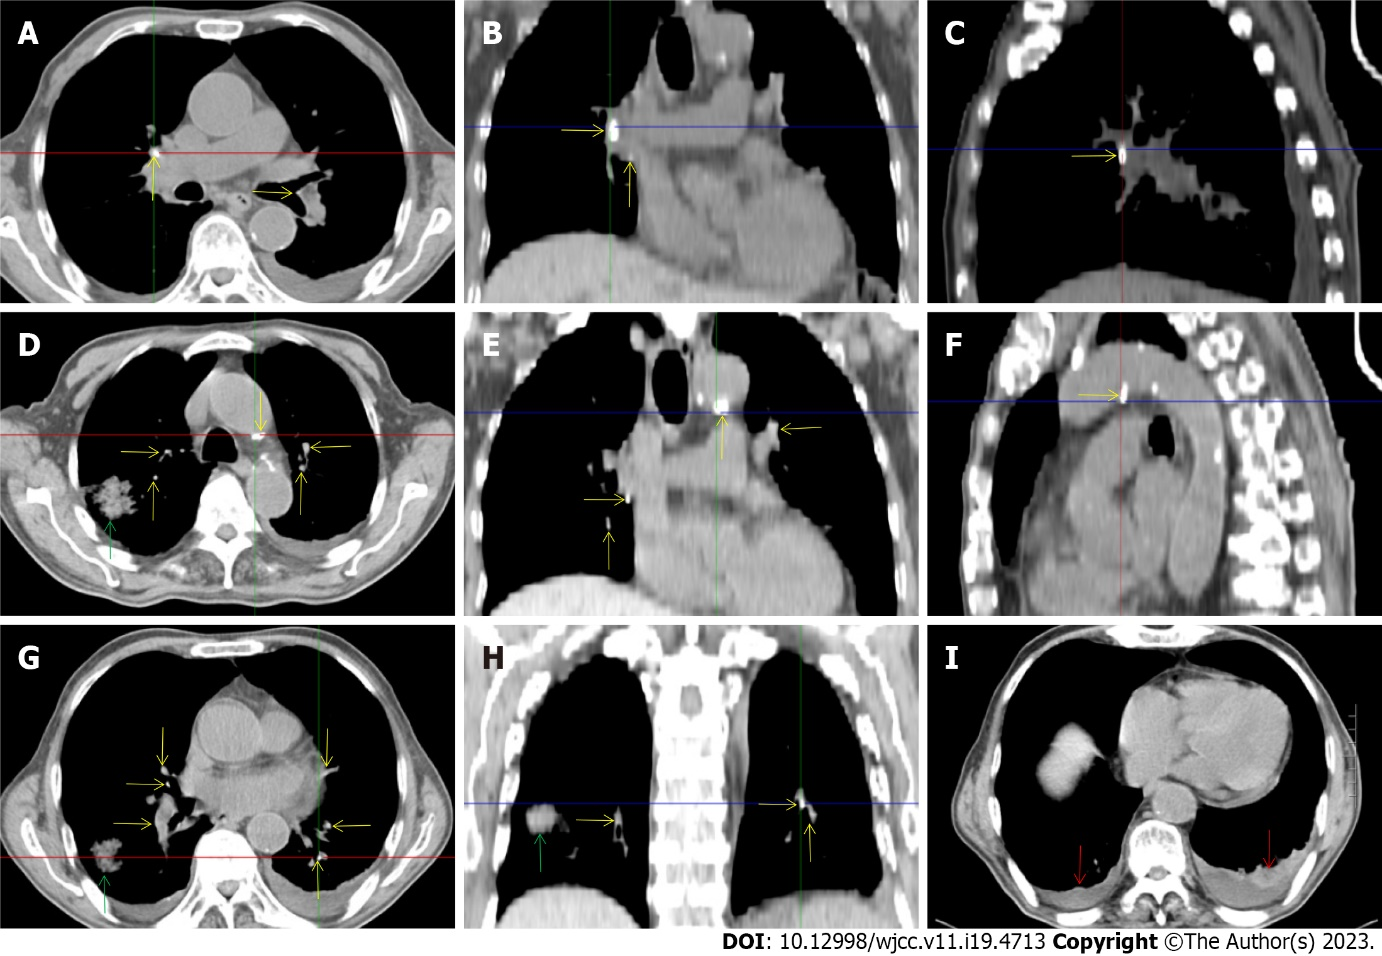 A
B
C
D
E
F
G
H
I
DOI: 10.12998/wjcc.v11.i19.4713 Copyright ©The Author(s) 2023.